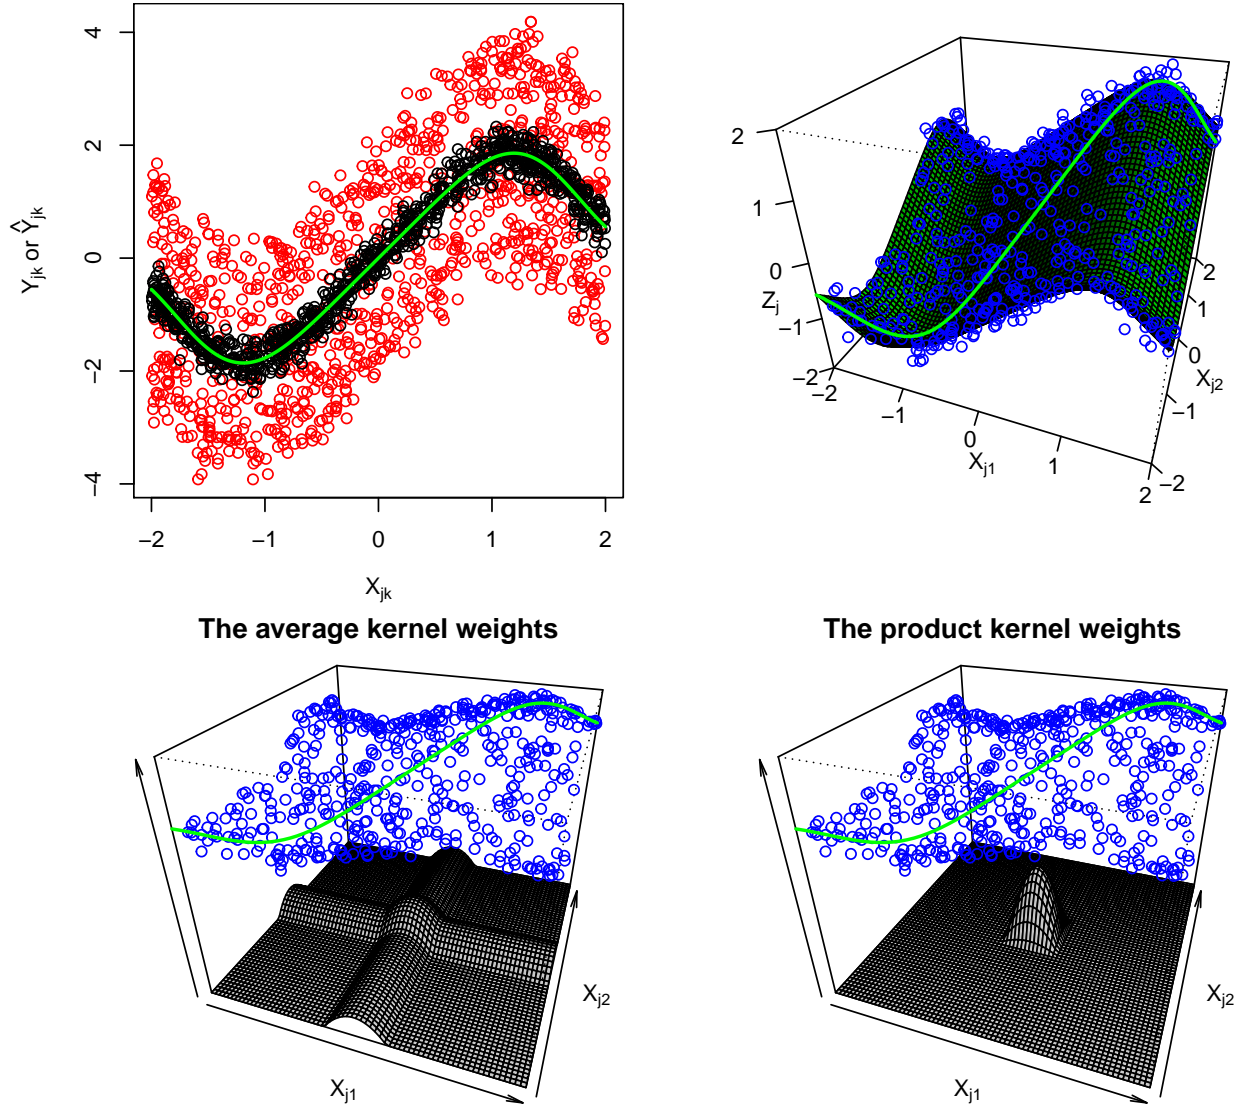 4
2
0
−2
−4
Y_jk or Ŷ_jk
−2 −1 0 1 2
X_jk
2
1
0
Z_j
−1
−2
−2
−1
0
X_j1
1
2
−2
−1
0
X_j2
1
2
The average kernel weights
X_j1
X_j2
The product kernel weights
X_j1
X_j2